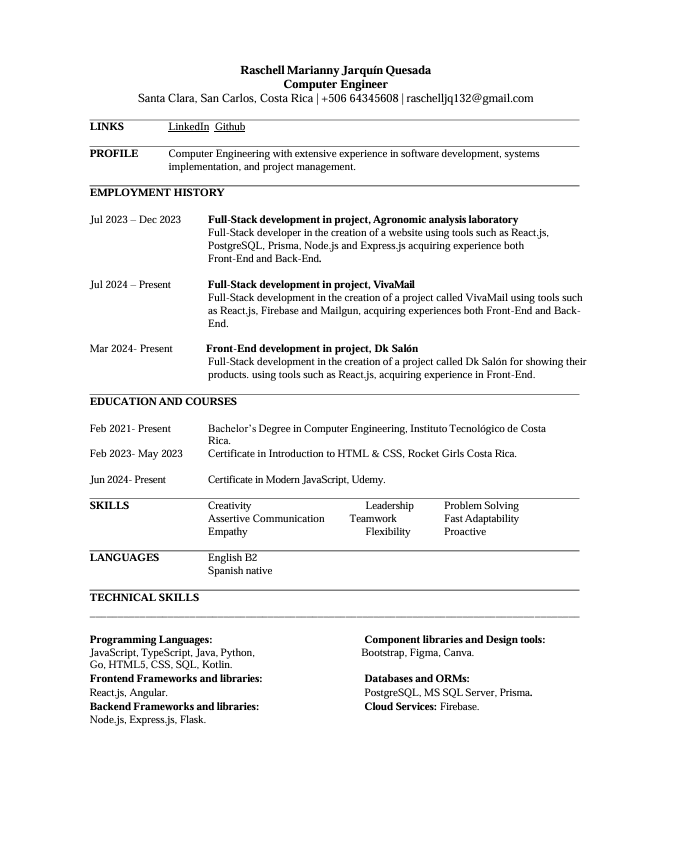 Raschell Marianny Jarquín Quesada
Computer Engineer
Santa Clara, San Carlos, Costa Rica | +506 64345608 | raschelljq132@gmail.com
LINKS LinkedIn Github
PROFILE Computer Engineering with extensive experience in software development, systems
implementation, and project management.
EMPLOYMENT HISTORY
Jul 2023 – Dec 2023 Full-Stack development in project, Agronomic analysis laboratory
Full-Stack developer in the creation of a website using tools such as React.js,
PostgreSQL, Prisma, Node.js and Express.js acquiring experience both
Front-End and Back-End.
Jul 2024 – Present Full-Stack development in project, VivaMail
Full-Stack development in the creation of a project called VivaMail using tools such
as React.js, Firebase and Mailgun, acquiring experiences both Front-End and Back-
End.
Mar 2024- Present Front-End development in project, Dk Salón
Full-Stack development in the creation of a project called Dk Salón for showing their
products. using tools such as React.js, acquiring experience in Front-End.
EDUCATION AND COURSES
Feb 2021- Present Bachelor's Degree in Computer Engineering, Instituto Tecnológico de Costa
Rica.
Feb 2023- May 2023 Certificate in Introduction to HTML & CSS, Rocket Girls Costa Rica.
Jun 2024- Present Certificate in Modern JavaScript, Udemy.
SKILLS Creativity Leadership Problem Solving
Assertive Communication Teamwork Fast Adaptability
Empathy Flexibility Proactive
LANGUAGES English B2
Spanish native
TECHNICAL SKILLS
Programming Languages: Component libraries and Design tools:
JavaScript, TypeScript, Java, Python, Bootstrap, Figma, Canva.
Go, HTML5, CSS, SQL, Kotlin.
Frontend Frameworks and libraries: Databases and ORMs:
React.js, Angular. PostgreSQL, MS SQL Server, Prisma.
Backend Frameworks and libraries: Cloud Services: Firebase.
Node.js, Express.js, Flask.